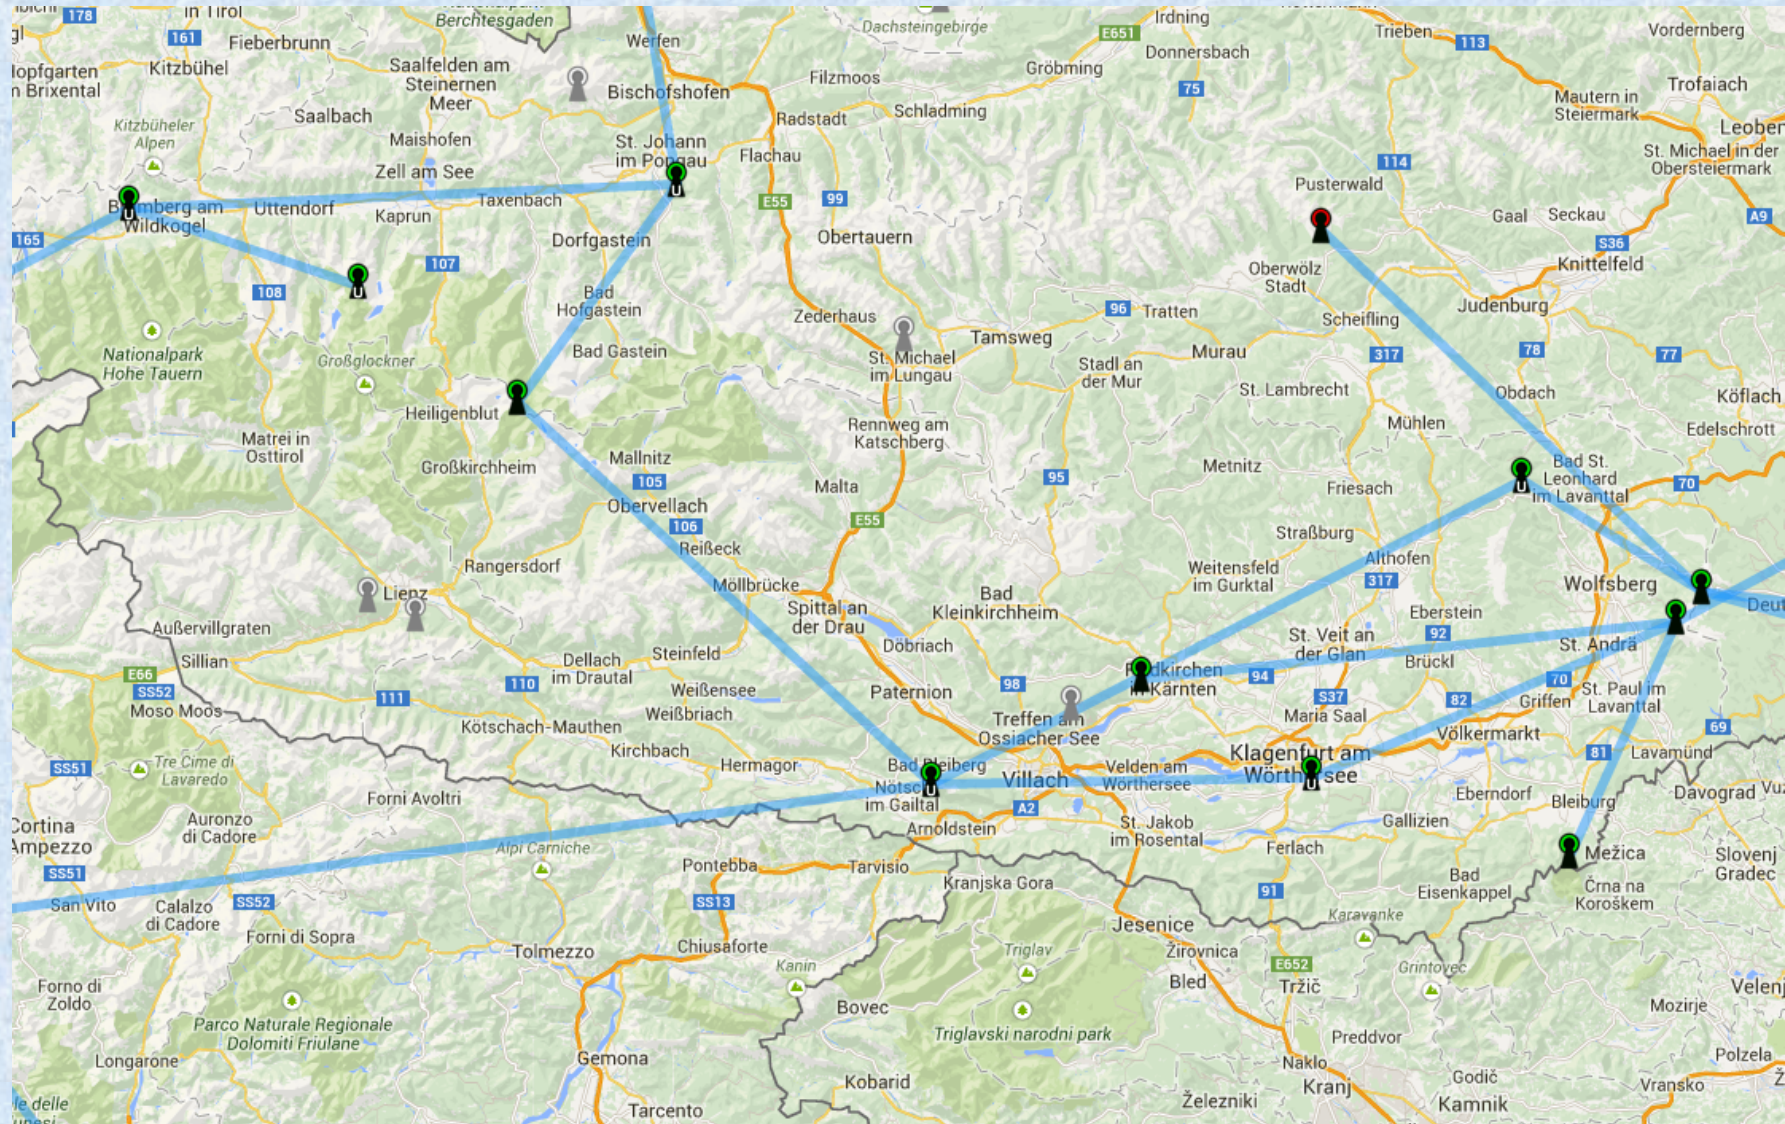 178
in Tirol
Berchtesgaden
161
Fieberbrunn
Kitzbühel
Kitzbüheler
Alpen
Saalfelden am
Steinernen
Meer
Saalbach
Maishofen
Zell am See
Werfen
Bischofshofen
St. Johann
im Pongau
Dachsteingebirge
Filzmoos
Radstadt
Flachau
Schladming
E651
Gröbming
Irdning
Donnersbach
75
Trieben
113
Vordernberg
Trofaiach
Mautern in
Steiermark
St. Michael in der
Obersteiermark
114
Pusterwald
165
am
Wildkogel
Uttendorf
Kaprun
Taxenbach
Dorfgastein
107
108
Bad
Hofgastein
Bad Gastein
E55
99
Obertauern
Zederhaus
St. Michael
im Lungau
Tamsweg
96
Tratten
Murau
Stadl an
der Mur
St. Lambrecht
Oberwölz
Stadt
Scheifling
317
Gaal
Seckau
S36
A9
Knittelfeld
Judenburg
78
77
Obdach
Köflach
Edelschrott
Mühlen
Nationalpark
Hohe Tauern
Großglockner
Heiligenblut
Matrei in
Osttirol
Großkirchheim
Mallnitz
105
Obervellach
106
Reißeck
Rennweg am
Katschberg
Malta
E55
95
Metnitz
Friesach
Straßburg
Althofen
317
Weitensfeld
im Gurktal
Bad St.
Leonhard
im Lavanttal
70
Wolfsberg
Lienz
Rangersdorf
Möllbrücke
Spittal an
der Drau
Döbriach
Bad
Kleinkirchheim
Außervillgraten
Sillian
E66
SS52
Moso Moos
111
110
Dellach
im Drautal
Steinfeld
Weißensee
Weißbriach
Paternion
98
Treffen am
Ossiacher See
in Kärnten
94
St. Veit an
der Glan
Eberstein
92
Brückl
St. Andrä
S37
Maria Saal
82
70
Griffen
St. Paul im
Lavanttal
69
Völkermarkt
81
Lavamünd
SS51
Tre Cime di
Lavaredo
Kötschach-Mauthen
Kirchbach
Hermagor
Bad Bleiberg
im Gailtal
Villach
Velden am
Wörthersee
Klagenfurt am
Wörthersee
A2
Arnoldstein
St. Jakob
im Rosental
Ferlach
Gallizien
Eberndorf
Bleiburg
Davograd
Forni Avoltri
Auronzo
di Cadore
Cortina
Ampezzo
SS51
San Vito
Calalzo
di Cadore
SS52
Forni di Sopra
Alpi Carniche
Pontebba
Tarvisio
SS13
Kranjska Gora
91
Bad
Eisenkappel
Mežica
Črna na
Koroškem
Slovenj
Gradec
Tolmezzo
Chiusaforte
Jesenice
Karavanke
Žirovnica
Bled
E652
Tržič
Grintovec
Triglav
Kanin
Bovec
Triglavski narodni park
Forno di
Zoldo
Parco Naturale Regionale
Dolomiti Friulane
Longarone
Gemona
Kobarid
Tarcento
Preddvor
Naklo
Kranj
Železniki
Godič
Kamnik
Mozirje
Polzela
Vransko
le delle